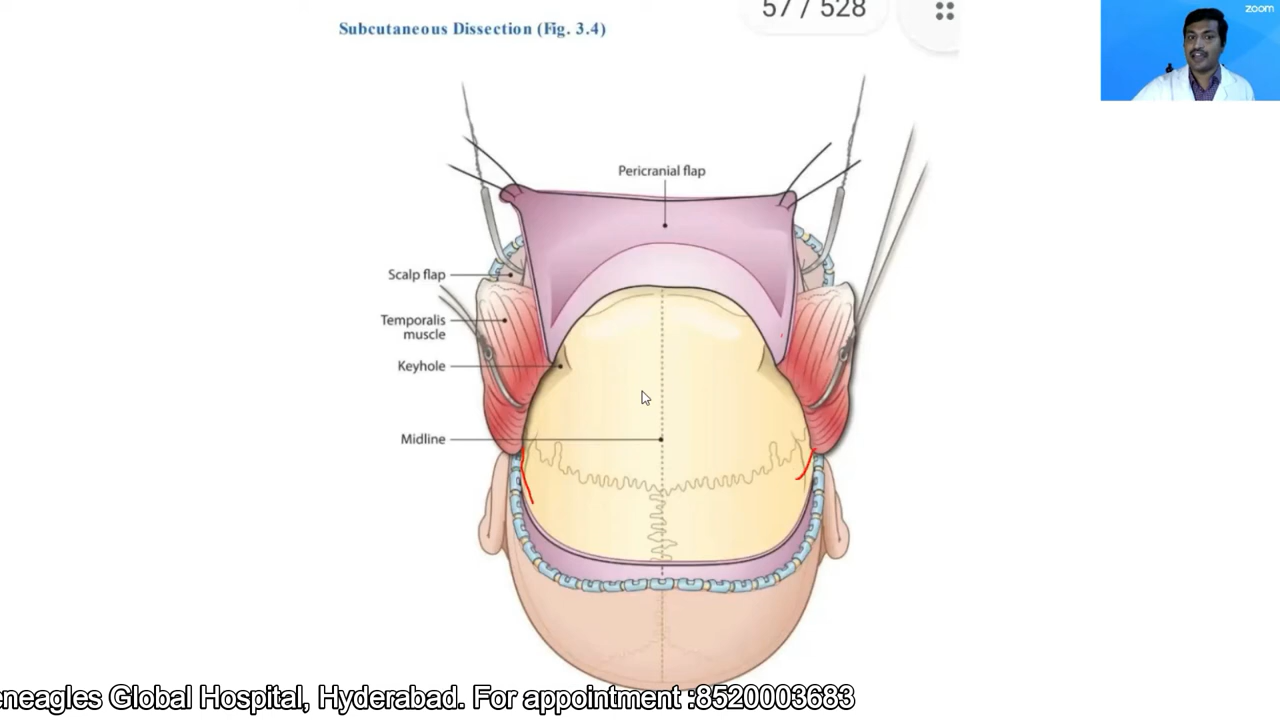 57 / 528
zoom
Subcutaneous Dissection (Fig. 3.4)
Pericranial flap
Scalp flap
Temporalis
muscle
Keyhole
Midline
eneagles Global Hospital, Hyderabad. For appointment :8520003683